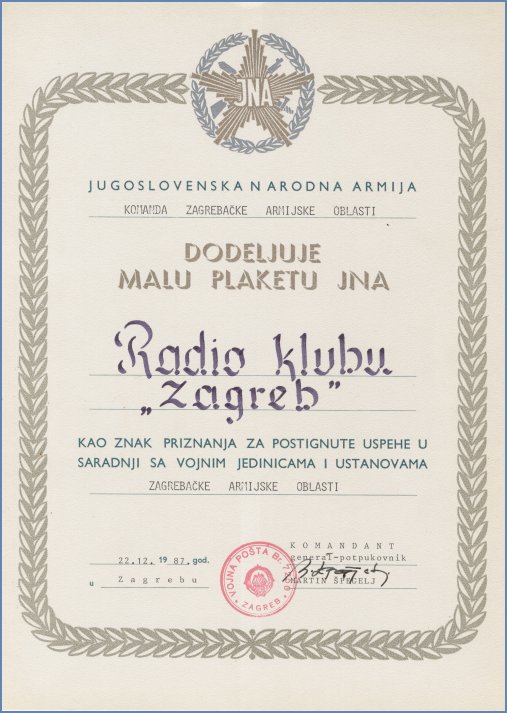 JNA
JUGOSLOVENSKA NARODNA ARMIJA
KOMANDA ZAGREBAČKE ARMIJSKE OBLASTI
DODELJUJE
MALU PLAKETU JNA
Radio klubu
„Zagreb”
KAO ZNAK PRIZNANJA ZA POSTIGNUTE USPEHE U
SARADNJI SA VOJNIM JEDINICAMA I USTANOVAMA
ZAGREBAČKE ARMIJSKE OBLASTI
KOMANDANT
22.12. 1987. god.
general-potpukovnik
u Zagrebu
MARTIN ŠPEGELJ
VOJNA POŠTA Br.
ZAGREB